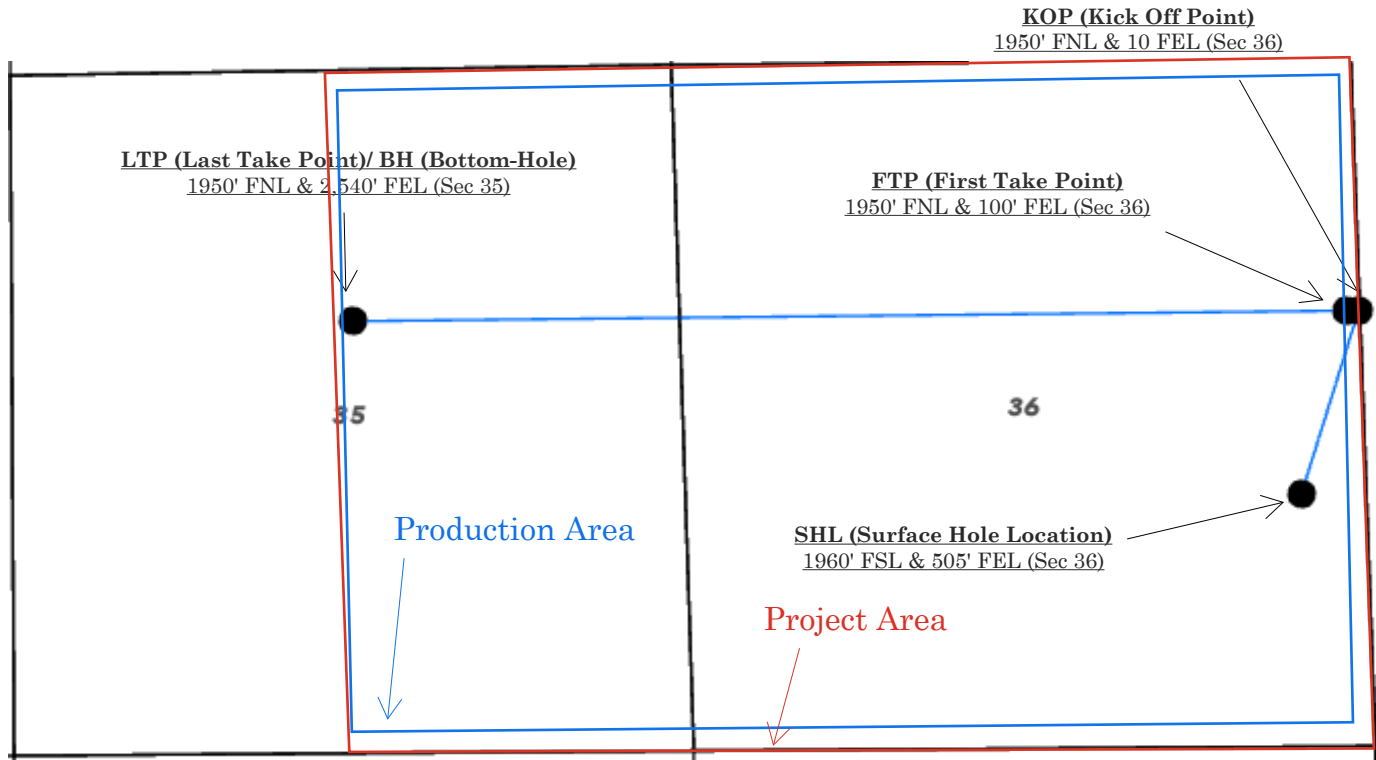 KOP (Kick Off Point)
1950' FNL & 10 FEL (Sec 36)
LTP (Last Take Point)/ BH (Bottom-Hole)
1950' FNL & 2,540' FEL (Sec 35)
FTP (First Take Point)
1950' FNL & 100' FEL (Sec 36)
35
36
Production Area
SHL (Surface Hole Location)
1960' FSL & 505' FEL (Sec 36)
Project Area